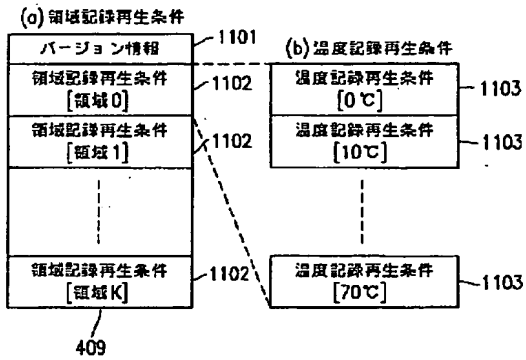 (a) 領域記録再生条件
バージョン情報
1101
領域記録再生条件
[領域0]
1102
領域記録再生条件
[領域1]
1102
領域記録再生条件
[領域K]
1102
409
(b) 温度記録再生条件
温度記録再生条件
[0℃]
1103
温度記録再生条件
[10℃]
1103
温度記録再生条件
[70℃]
1103